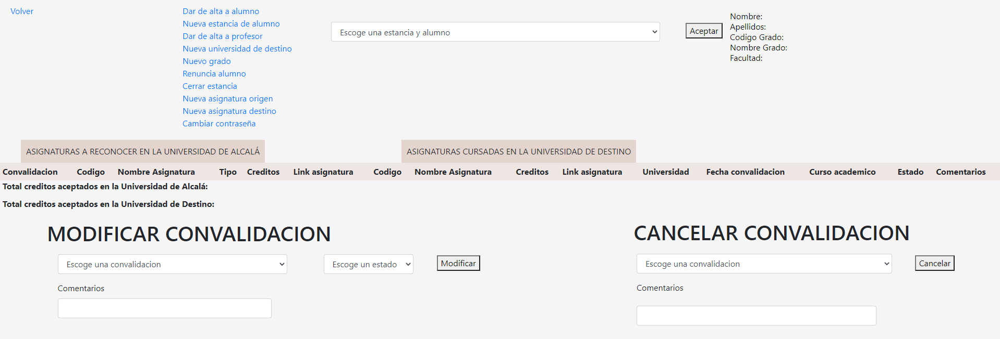 Volver
Dar de alta a alumno
Nueva estancia de alumno
Dar de alta a profesor
Nueva universidad de destino
Nuevo grado
Renuncia alumno
Cerrar estancia
Nueva asignatura origen
Nueva asignatura destino
Cambiar contraseña
Escoge una estancia y alumno
Aceptar
Nombre:
Apellidos:
Codigo Grado:
Nombre Grado:
Facultad:
ASIGNATURAS A RECONOCER EN LA UNIVERSIDAD DE ALCALÁ
ASIGNATURAS CURSADAS EN LA UNIVERSIDAD DE DESTINO
Convalidacion Codigo Nombre Asignatura Tipo Creditos Link asignatura Codigo Nombre Asignatura Creditos Link asignatura Universidad Fecha convalidacion Curso academico Estado Comentarios
Total creditos aceptados en la Universidad de Alcalá:
Total creditos aceptados en la Universidad de Destino:
MODIFICAR CONVALIDACION
Escoge una convalidacion
Escoge un estado
Modificar
Comentarios
CANCELAR CONVALIDACION
Escoge una convalidacion
Cancelar
Comentarios